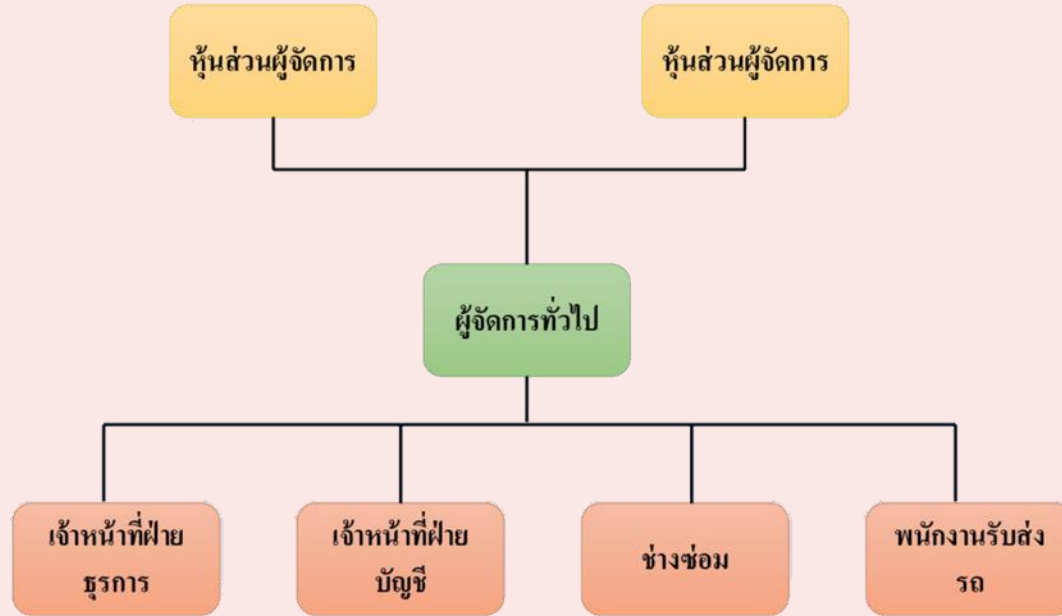 หุ้นส่วนผู้จัดการ
หุ้นส่วนผู้จัดการ
ผู้จัดการทั่วไป
เจ้าหน้าที่ฝ่าย
ธุรการ
เจ้าหน้าที่ฝ่าย
บัญชี
ช่างซ่อม
พนักงานรับส่ง
รถ